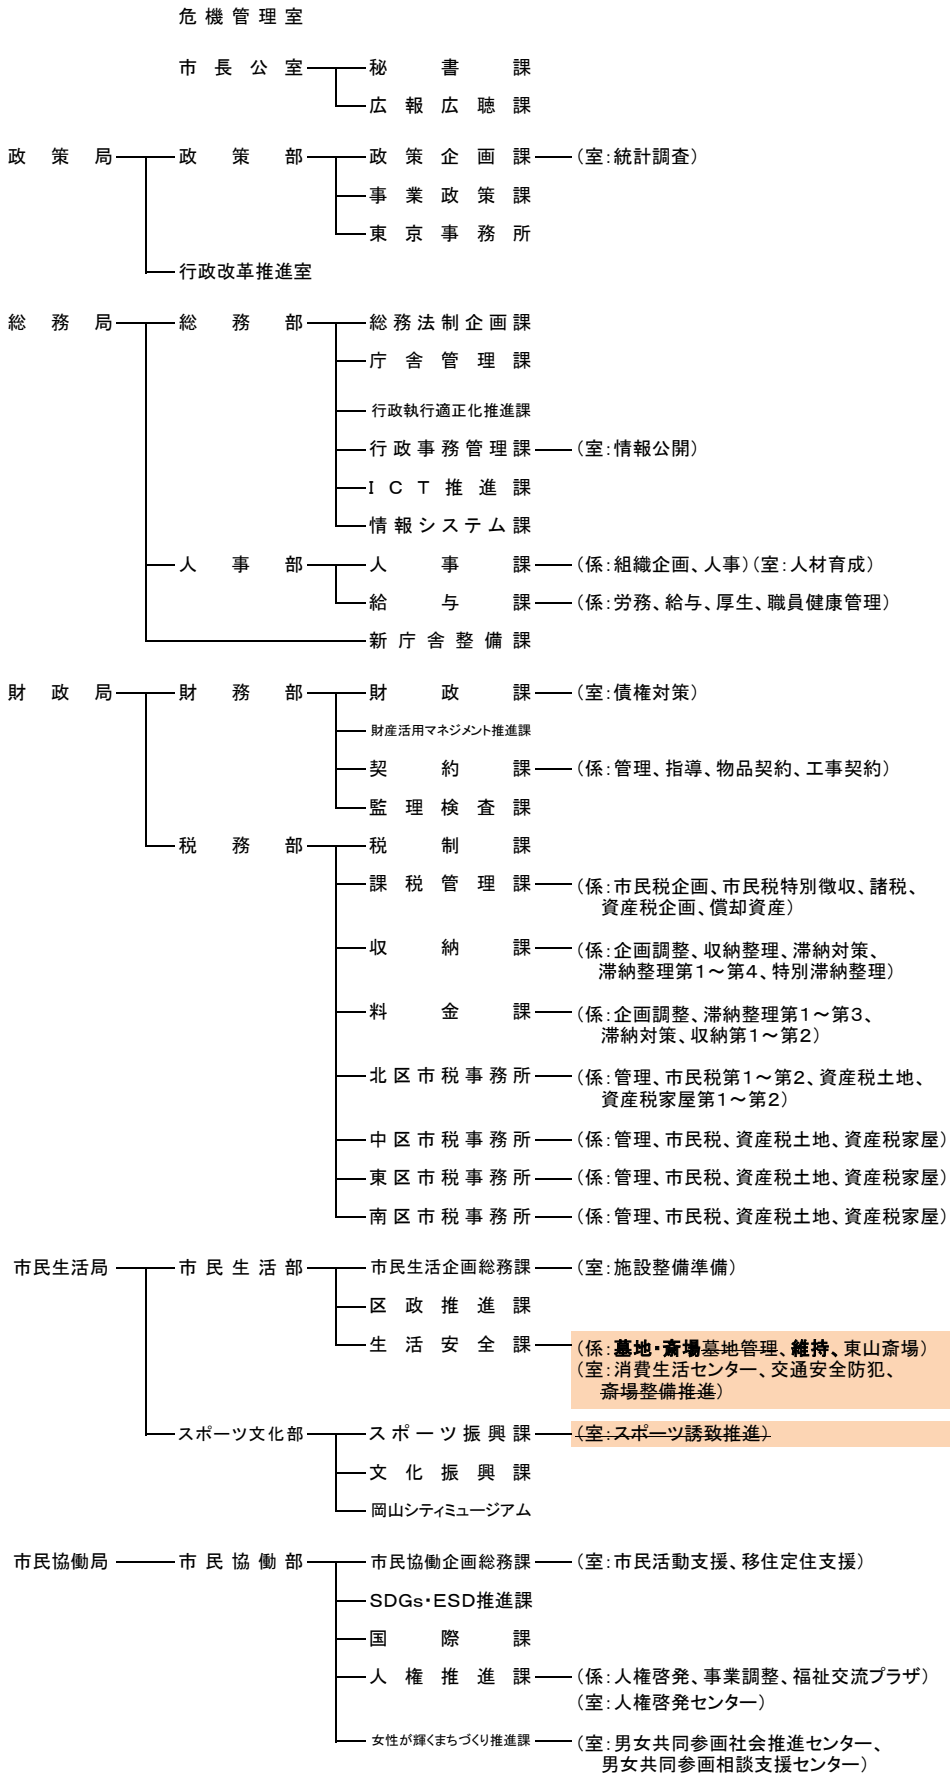 危機管理室
市長公室 秘書課
広報広聴課
政策局 政策部 政策企画課 (室:統計調査)
事業政策課
東京事務所
行政改革推進室
総務局 総務部 総務法制企画課
庁舎管理課
行政執行適正化推進課
行政事務管理課 (室:情報公開)
ICT推進課
情報システム課
人事部 人事課 (係:組織企画、人事)(室:人材育成)
給与課 (係:労務、給与、厚生、職員健康管理)
新庁舎整備課
財政局 財務部 財政課 (室:債権対策)
財産活用マネジメント推進課
契約課 (係:管理、指導、物品契約、工事契約)
監理検査課
税務部 税制課
課税管理課 (係:市民税企画、市民税特別徴収、諸税、
資産税企画、償却資産)
収納課 (係:企画調整、収納整理、滞納対策、
滞納整理第1～第4、特別滞納整理)
料金課 (係:企画調整、滞納整理第1～第3、
滞納対策、収納第1～第2)
北区市税事務所 (係:管理、市民税第1～第2、資産税土地、
資産税家屋第1～第2)
中区市税事務所 (係:管理、市民税、資産税土地、資産税家屋)
東区市税事務所 (係:管理、市民税、資産税土地、資産税家屋)
南区市税事務所 (係:管理、市民税、資産税土地、資産税家屋)
市民生活局 市民生活部 市民生活企画総務課 (室:施設整備準備)
区政推進課
生活安全課 (係:墓地・斎場墓地管理、維持、東山斎場)
(室:消費生活センター、交通安全防犯、
斎場整備推進)
スポーツ文化部 スポーツ振興課 (室:スポーツ誘致推進)
文化振興課
岡山シティミュージアム
市民協働局 市民協働部 市民協働企画総務課 (室:市民活動支援、移住定住支援)
SDGs・ESD推進課
国際課
人権推進課 (係:人権啓発、事業調整、福祉交流プラザ)
(室:人権啓発センター)
女性が輝くまちづくり推進課 (室:男女共同参画社会推進センター、
男女共同参画相談支援センター)